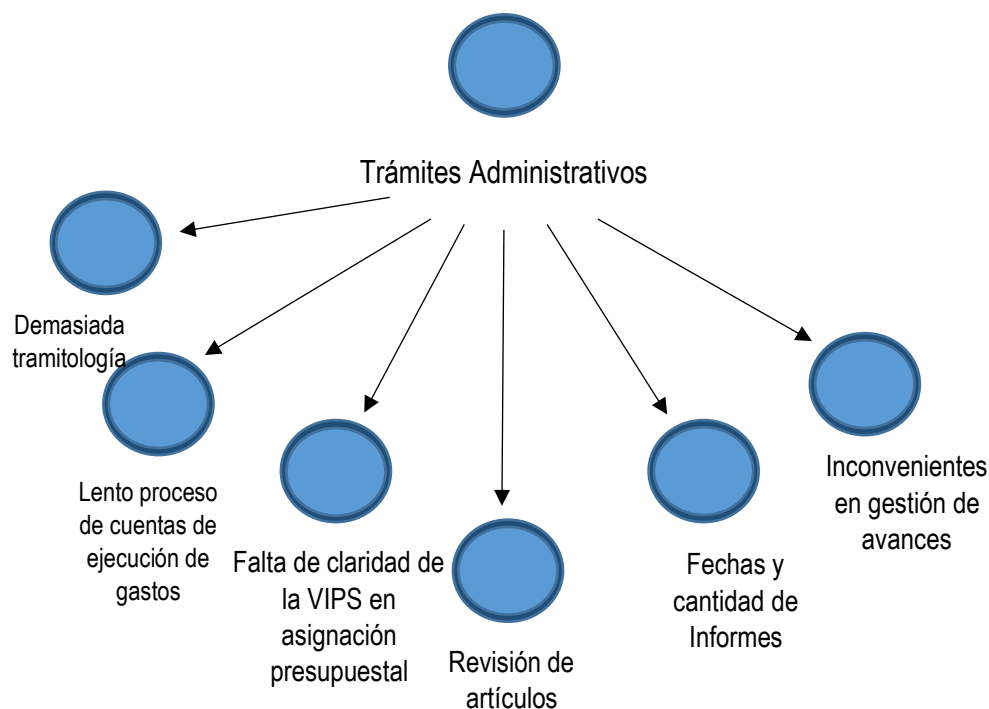 Trámites Administrativos
Demasiada
tramitología
Lento proceso
de cuentas de
ejecución de
gastos
Falta de claridad de
la VIPS en
asignación
presupuestal
Revisión de
artículos
Fechas y
cantidad de
Informes
Inconvenientes
en gestión de
avances